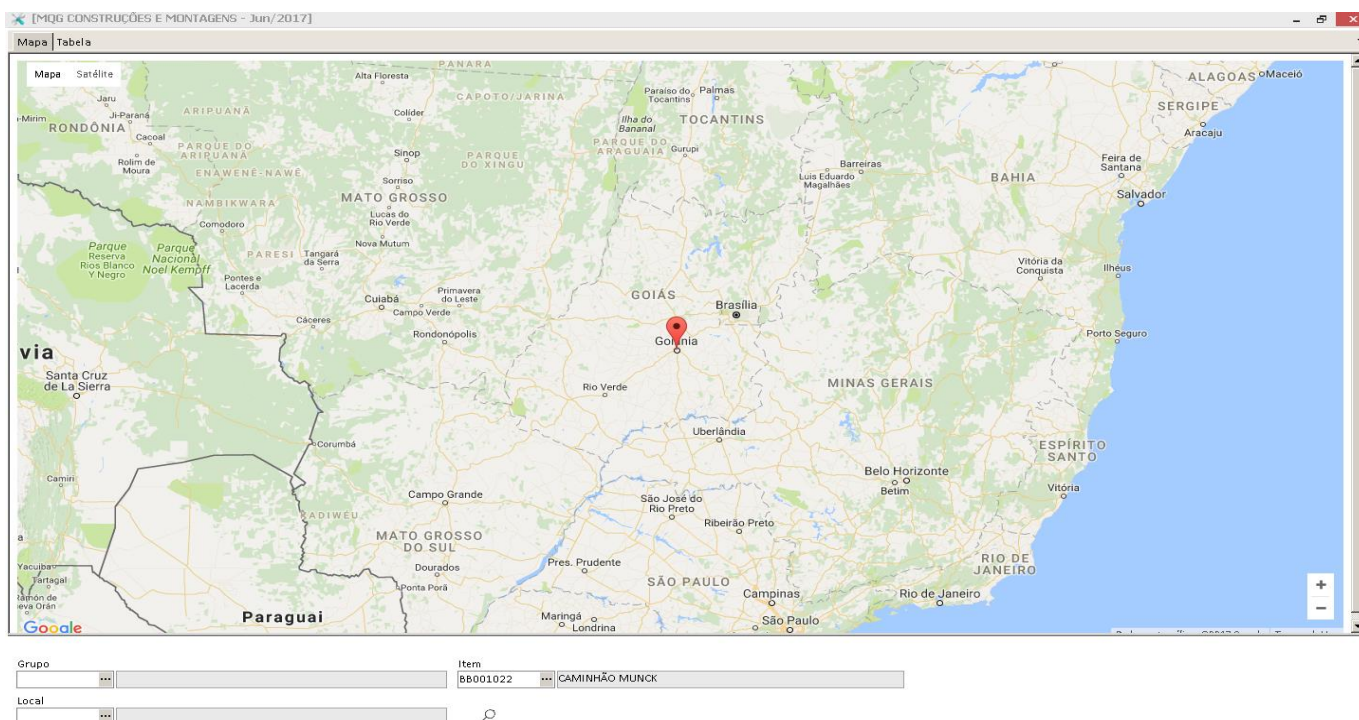 [MQG CONSTRUÇÕES E MONTAGENS - Jun/2017]
Mapa Tabela
Mapa Satélite
PANARÁ
Alta Floresta
ALAGOAS Maceió
Jaru
CAPOTO/JARINA
Paraíso do Tocantins
Palmas
Ji-Paraná
ARIPUANÃ
Colíder
Ilha do Bananal
TOCANTINS
SERGIPE
-Mirim
RONDÔNIA
Cacoal
Aracaju
PARQUE DO ARIPUANÃ
Sinop
PARQUE DO XINGU
PARQUE DO ARAGUAIA
Gurupi
Rolim de Moura
ENAWENÊ-NAWÊ
Sorriso
Barreiras
Luis Eduardo Magalhães
BAHIA
Feira de Santana
MATO GROSSO
Salvador
NAMBIKWARA
Lucas do Rio Verde
Comodoro
Nova Mutum
Parque Reserva Rios Blanco Y Negro
Parque Nacional Noel Kempff
PARESI
Tangará da Serra
Vitória da Conquista
Ilhéus
Pontes e Lacerda
Cuiabá
Primavera do Leste
Campo Verde
GOIÁS
Brasília
Cáceres
Rondonópolis
Goiânia
Porto Seguro
via
Santa Cruz de La Sierra
Rio Verde
MINAS GERAIS
Uberlândia
Corumbá
ESPÍRITO SANTO
Belo Horizonte
Betim
Camiri
Campo Grande
São José do Rio Preto
Vitória
KADIWÉU
Ribeirão Preto
MATO GROSSO DO SUL
a
Yacuiba
Tartagal
Dourados
Pres. Prudente
RIO DE JANEIRO
Ponta Porã
SÃO PAULO
Campinas
Rio de Janeiro
Ramón de
eva Orán
Paraguai
Maringá
Londrina
São Paulo
+
−
Google
Grupo Item
... BB001022 ... CAMINHÃO MUNCK
Local
...